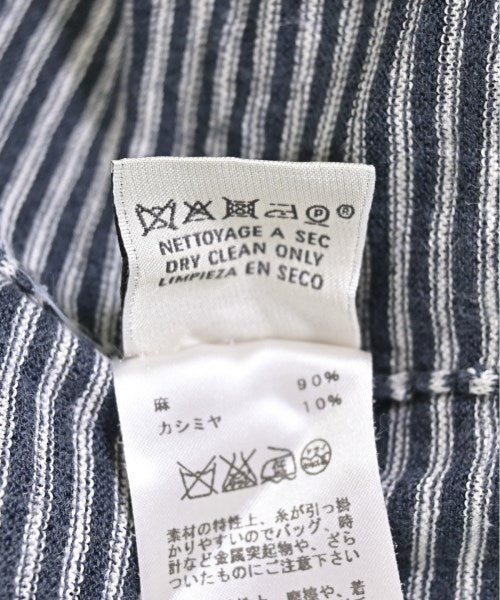 P ®
NETTOYAGE A SEC
DRY CLEAN ONLY
LIMPIEZA EN SECO
麻 90%
カシミヤ 10%
素材の特性上、糸が引っ掛
かりやすいのでバッグ、時
計など金属突起物や、ざら
ざらしたものにご注意下さい